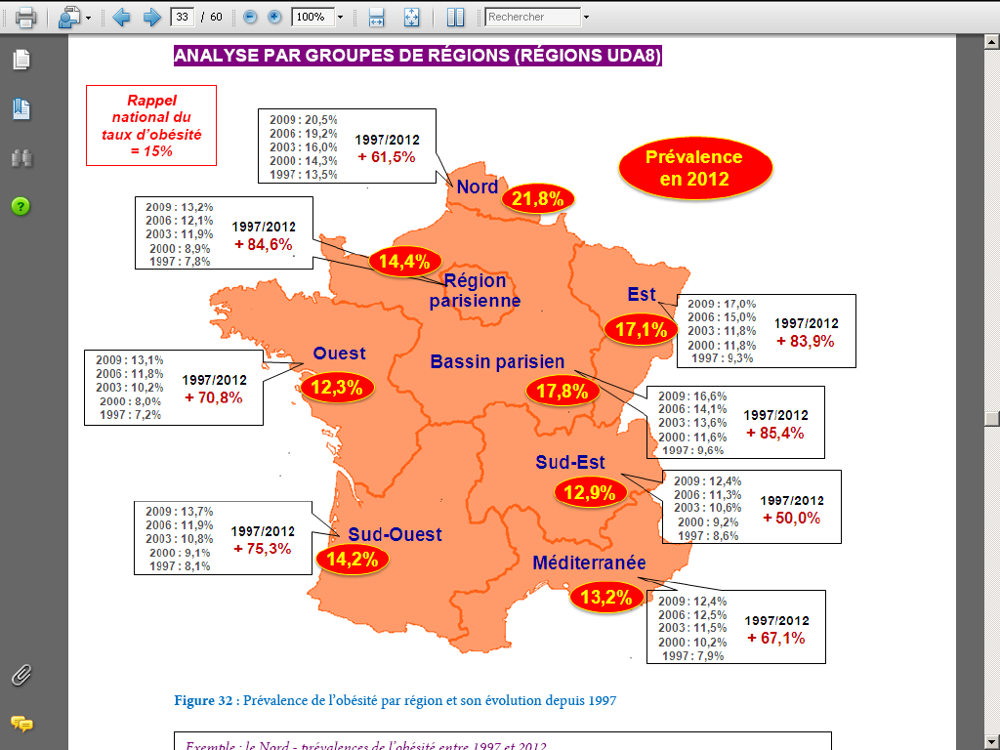 33 / 60
100%
Rechercher
ANALYSE PAR GROUPES DE RÉGIONS (RÉGIONS UDA8)
Rappel
national du
taux d'obésité
= 15%
2009 : 20,5%
2006 : 19,2%
2003 : 16,0%
2000 : 14,3%
1997 : 13,5%
1997/2012
+ 61,5%
Prévalence
en 2012
Nord
21,8%
2009 : 13,2%
2006 : 12,1%
2003 : 11,9%
2000 : 8,9%
1997 : 7,8%
1997/2012
+ 84,6%
14,4%
Région
parisienne
Est
17,1%
2009 : 17,0%
2006 : 15,0%
2003 : 11,8%
2000 : 11,8%
1997 : 9,3%
1997/2012
+ 83,9%
2009 : 13,1%
2006 : 11,8%
2003 : 10,2%
2000 : 8,0%
1997 : 7,2%
1997/2012
+ 70,8%
Ouest
12,3%
Bassin parisien
17,8%
2009 : 16,6%
2006 : 14,1%
2003 : 13,6%
2000 : 11,6%
1997 : 9,6%
1997/2012
+ 85,4%
Sud-Est
12,9%
2009 : 12,4%
2006 : 11,3%
2003 : 10,6%
2000 : 9,2%
1997 : 8,6%
1997/2012
+ 50,0%
2009 : 13,7%
2006 : 11,9%
2003 : 10,8%
2000 : 9,1%
1997 : 8,1%
1997/2012
+ 75,3%
Sud-Ouest
14,2%
Méditerranée
13,2%
2009 : 12,4%
2006 : 12,5%
2003 : 11,5%
2000 : 10,2%
1997 : 7,9%
1997/2012
+ 67,1%
Figure 32 : Prévalence de l'obésité par région et son évolution depuis 1997
Exemple : le Nord - prévalences de l'obésité entre 1997 et 2012